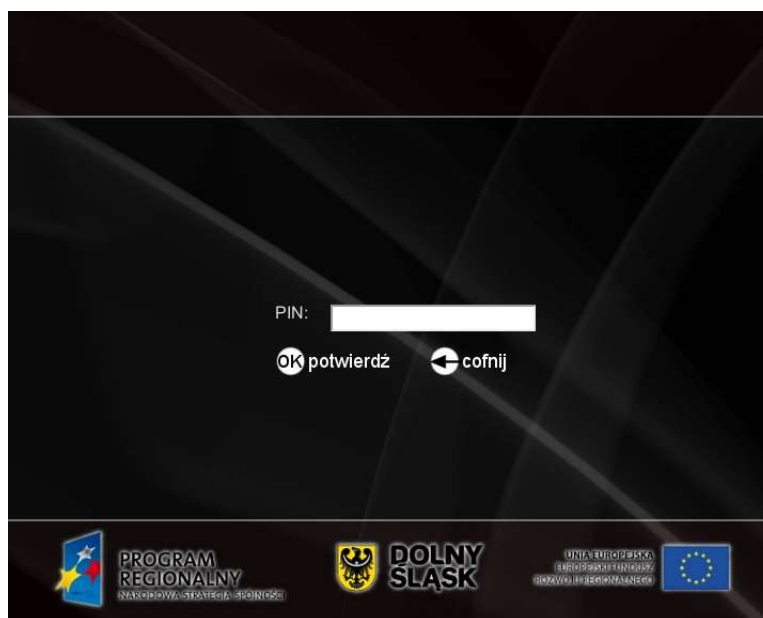 PIN:
OK potwierdź
cofnij
PROGRAM
REGIONALNY
NARODOWA STRATEGIA SPÓJNOŚCI
DOLNY
ŚLĄSK
UNIA EUROPEJSKA
EUROPEJSKI FUNDUSZ
ROZWOJU REGIONALNEGO